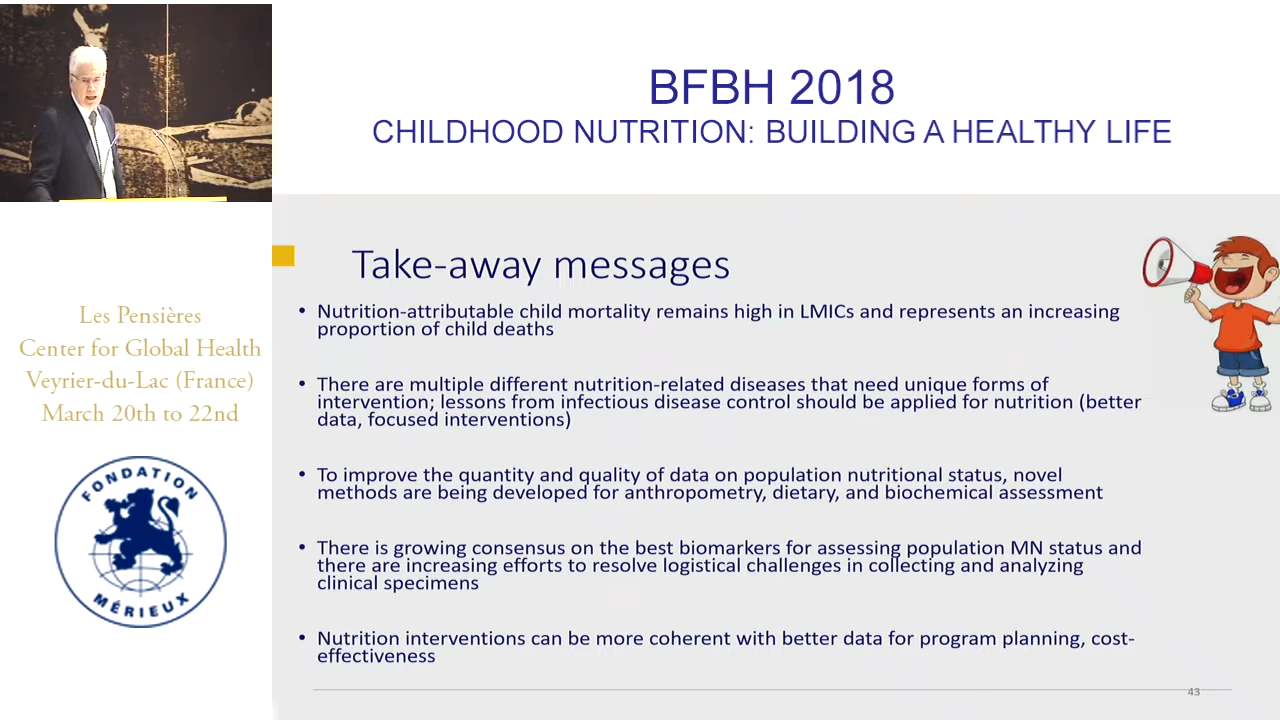 BFBH 2018
CHILDHOOD NUTRITION: BUILDING A HEALTHY LIFE
Les Pensières
Center for Global Health
Veyrier-du-Lac (France)
March 20th to 22nd
FONDATION
MÉRIEUX
Take-away messages
• Nutrition-attributable child mortality remains high in LMICs and represents an increasing
proportion of child deaths
• There are multiple different nutrition-related diseases that need unique forms of
intervention; lessons from infectious disease control should be applied for nutrition (better
data, focused interventions)
• To improve the quantity and quality of data on population nutritional status, novel
methods are being developed for anthropometry, dietary, and biochemical assessment
• There is growing consensus on the best biomarkers for assessing population MN status and
there are increasing efforts to resolve logistical challenges in collecting and analyzing
clinical specimens
• Nutrition interventions can be more coherent with better data for program planning, cost-
effectiveness
43